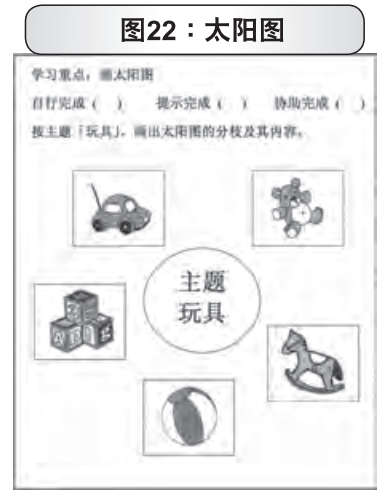 图22：太阳图
学习重点：画太阳图
自行完成（ ） 提示完成（ ） 协助完成（ ）
按主题「玩具」，画出太阳图的分枝及其内容。
主题
玩具